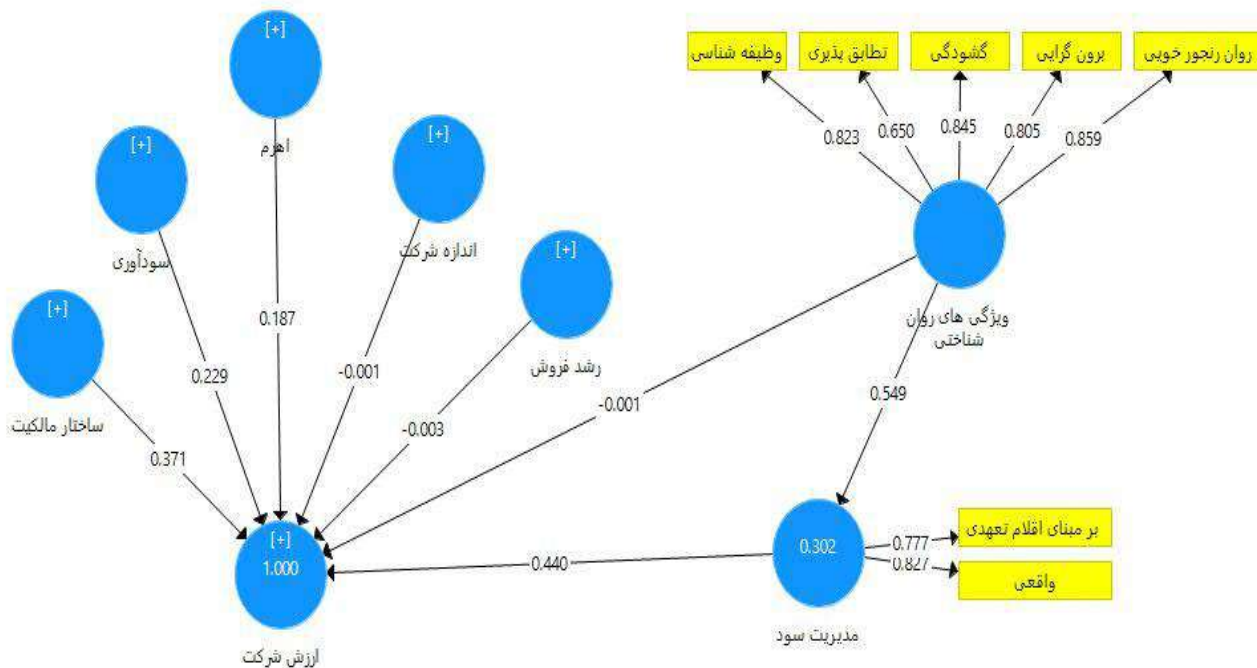 [+]
اهرم
[+]
سودآوری
[+]
اندازه شرکت
[+]
رشد فروش
[+]
ساختار مالکیت
وظیفه شناسی
تطابق پذیری
گشودگی
برون گرایی
روان رنجور خویی
0.823
0.650
0.845
0.805
0.859
ویژگی های روان
شناختی
0.187
0.229
-0.001
-0.003
-0.001
0.371
0.549
[+]
1.000
ارزش شرکت
0.440
0.302
مدیریت سود
0.777
0.827
بر مبنای اقلام تعهدی
واقعی